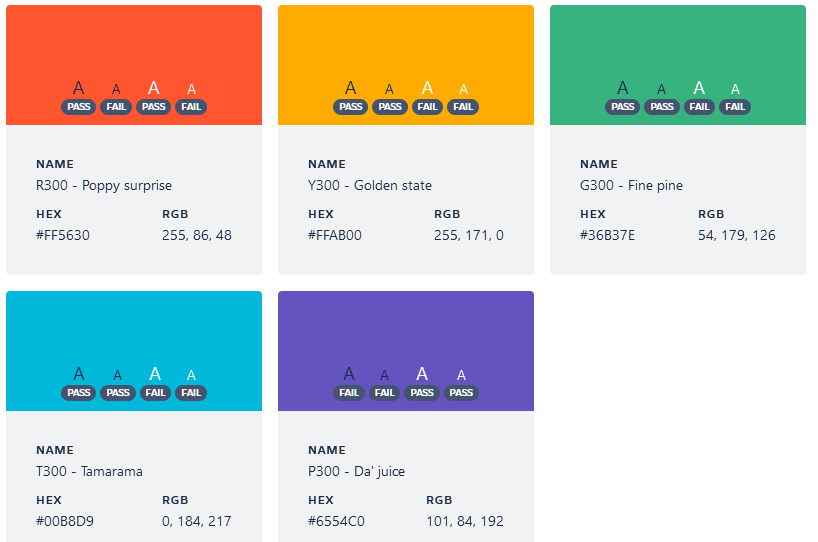 A A A A
PASS FAIL PASS FAIL
NAME
R300 - Poppy surprise
HEX RGB
#FF5630 255, 86, 48
A A A A
PASS PASS FAIL FAIL
NAME
Y300 - Golden state
HEX RGB
#FFAB00 255, 171, 0
A A A A
PASS PASS FAIL FAIL
NAME
G300 - Fine pine
HEX RGB
#36B37E 54, 179, 126
A A A A
PASS PASS FAIL FAIL
NAME
T300 - Tamarama
HEX RGB
#00B8D9 0, 184, 217
A A A A
FAIL FAIL PASS PASS
NAME
P300 - Da' juice
HEX RGB
#6554C0 101, 84, 192